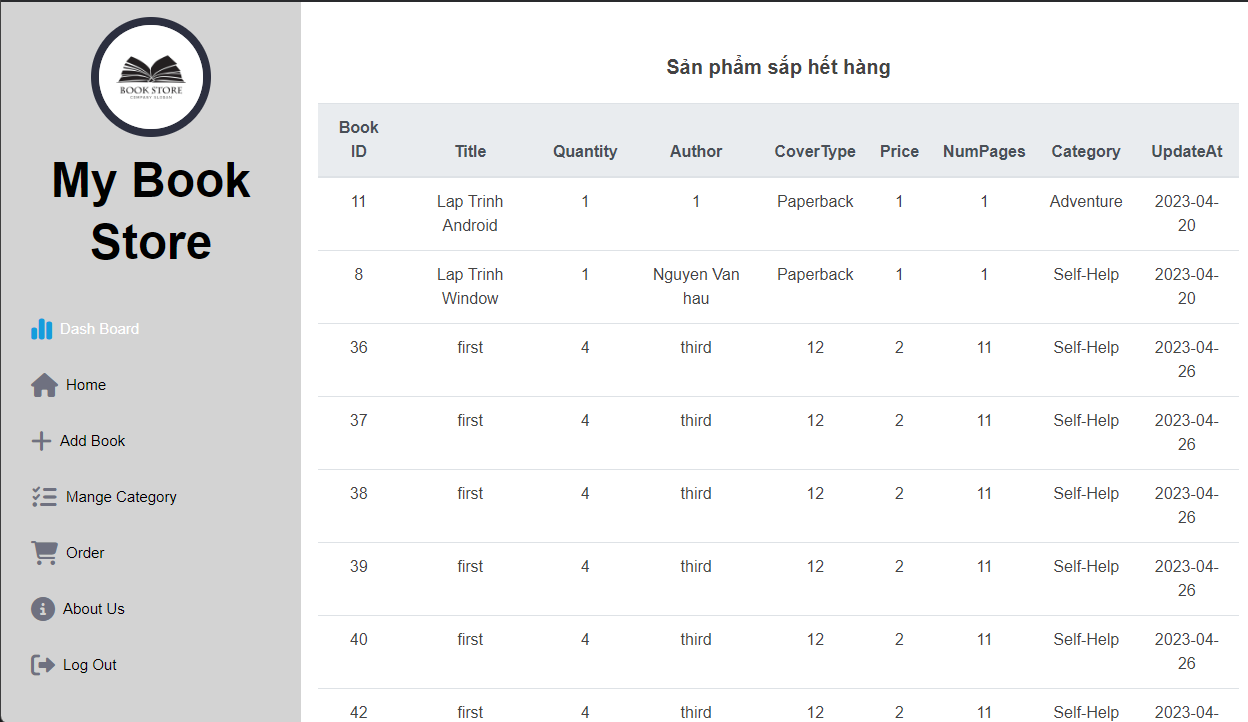 BOOK STORE
COMPANY SLOGAN
My Book
Store
Dash Board
Home
Add Book
Mange Category
Order
About Us
Log Out
Sản phẩm sắp hết hàng
Book
ID Title Quantity Author CoverType Price NumPages Category UpdateAt
11 Lap Trinh 1 1 Paperback 1 1 Adventure 2023-04-
Android 20
8 Lap Trinh 1 Nguyen Van Paperback 1 1 Self-Help 2023-04-
Window hau 20
36 first 4 third 12 2 11 Self-Help 2023-04-
26
37 first 4 third 12 2 11 Self-Help 2023-04-
26
38 first 4 third 12 2 11 Self-Help 2023-04-
26
39 first 4 third 12 2 11 Self-Help 2023-04-
26
40 first 4 third 12 2 11 Self-Help 2023-04-
26
42 first 4 third 12 2 11 Self-Help 2023-04-